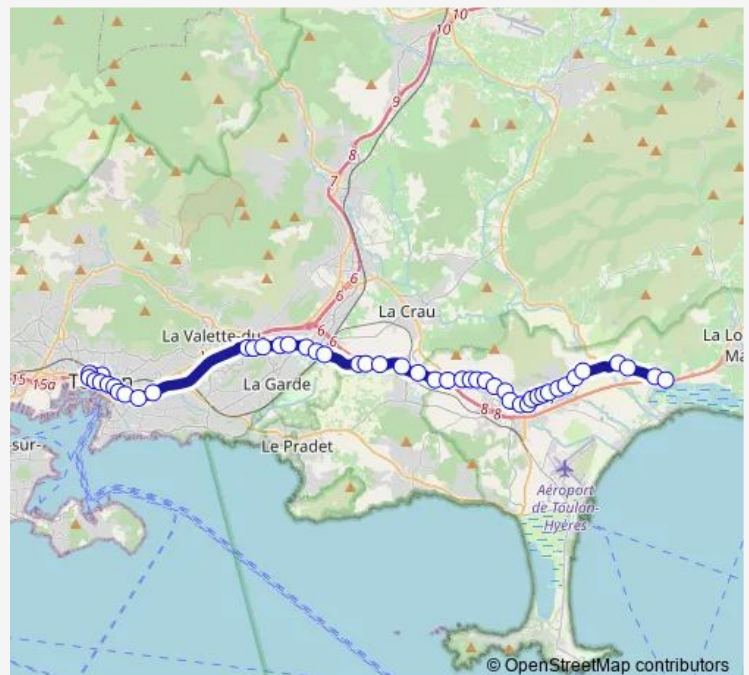 10
10
9
8
7
6
6
La Crau
La Valette-du-
6 6
La Lo
Ma
15 15a
La Garde
8 8
sur-
Le Pradet
Aéroport
de Toulon-
Hyères
© OpenStreetMap contributors